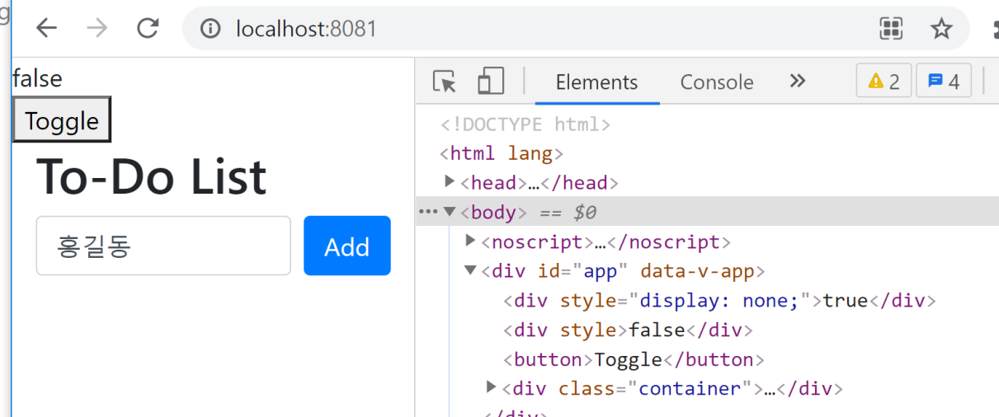 localhost:8081
false
Toggle
To-Do List
홍길동
Add
Elements Console » 2 4
<!DOCTYPE html>
<html lang>
<head>…</head>
<body> == $0
<noscript>…</noscript>
<div id="app" data-v-app>
<div style="display: none;">true</div>
<div style>false</div>
<button>Toggle</button>
<div class="container">…</div>
</div>